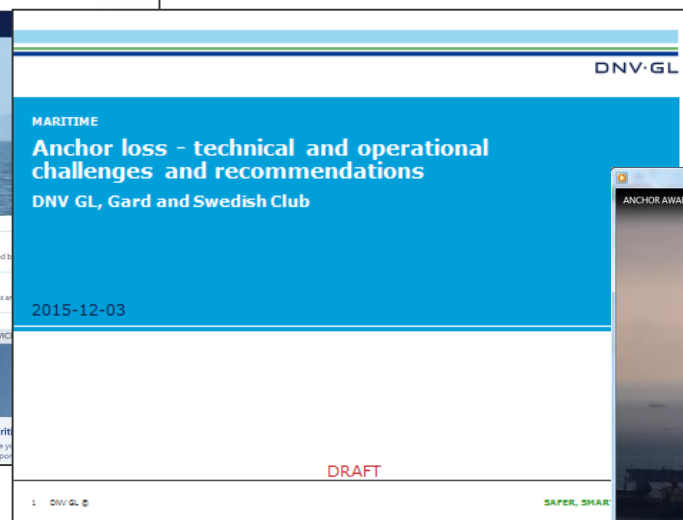 DNV·GL
MARITIME
Anchor loss - technical and operational
challenges and recommendations
DNV GL, Gard and Swedish Club
ANCHOR AWA
2015-12-03
DRAFT
1 DNV GL ©
SAFER, SMAR